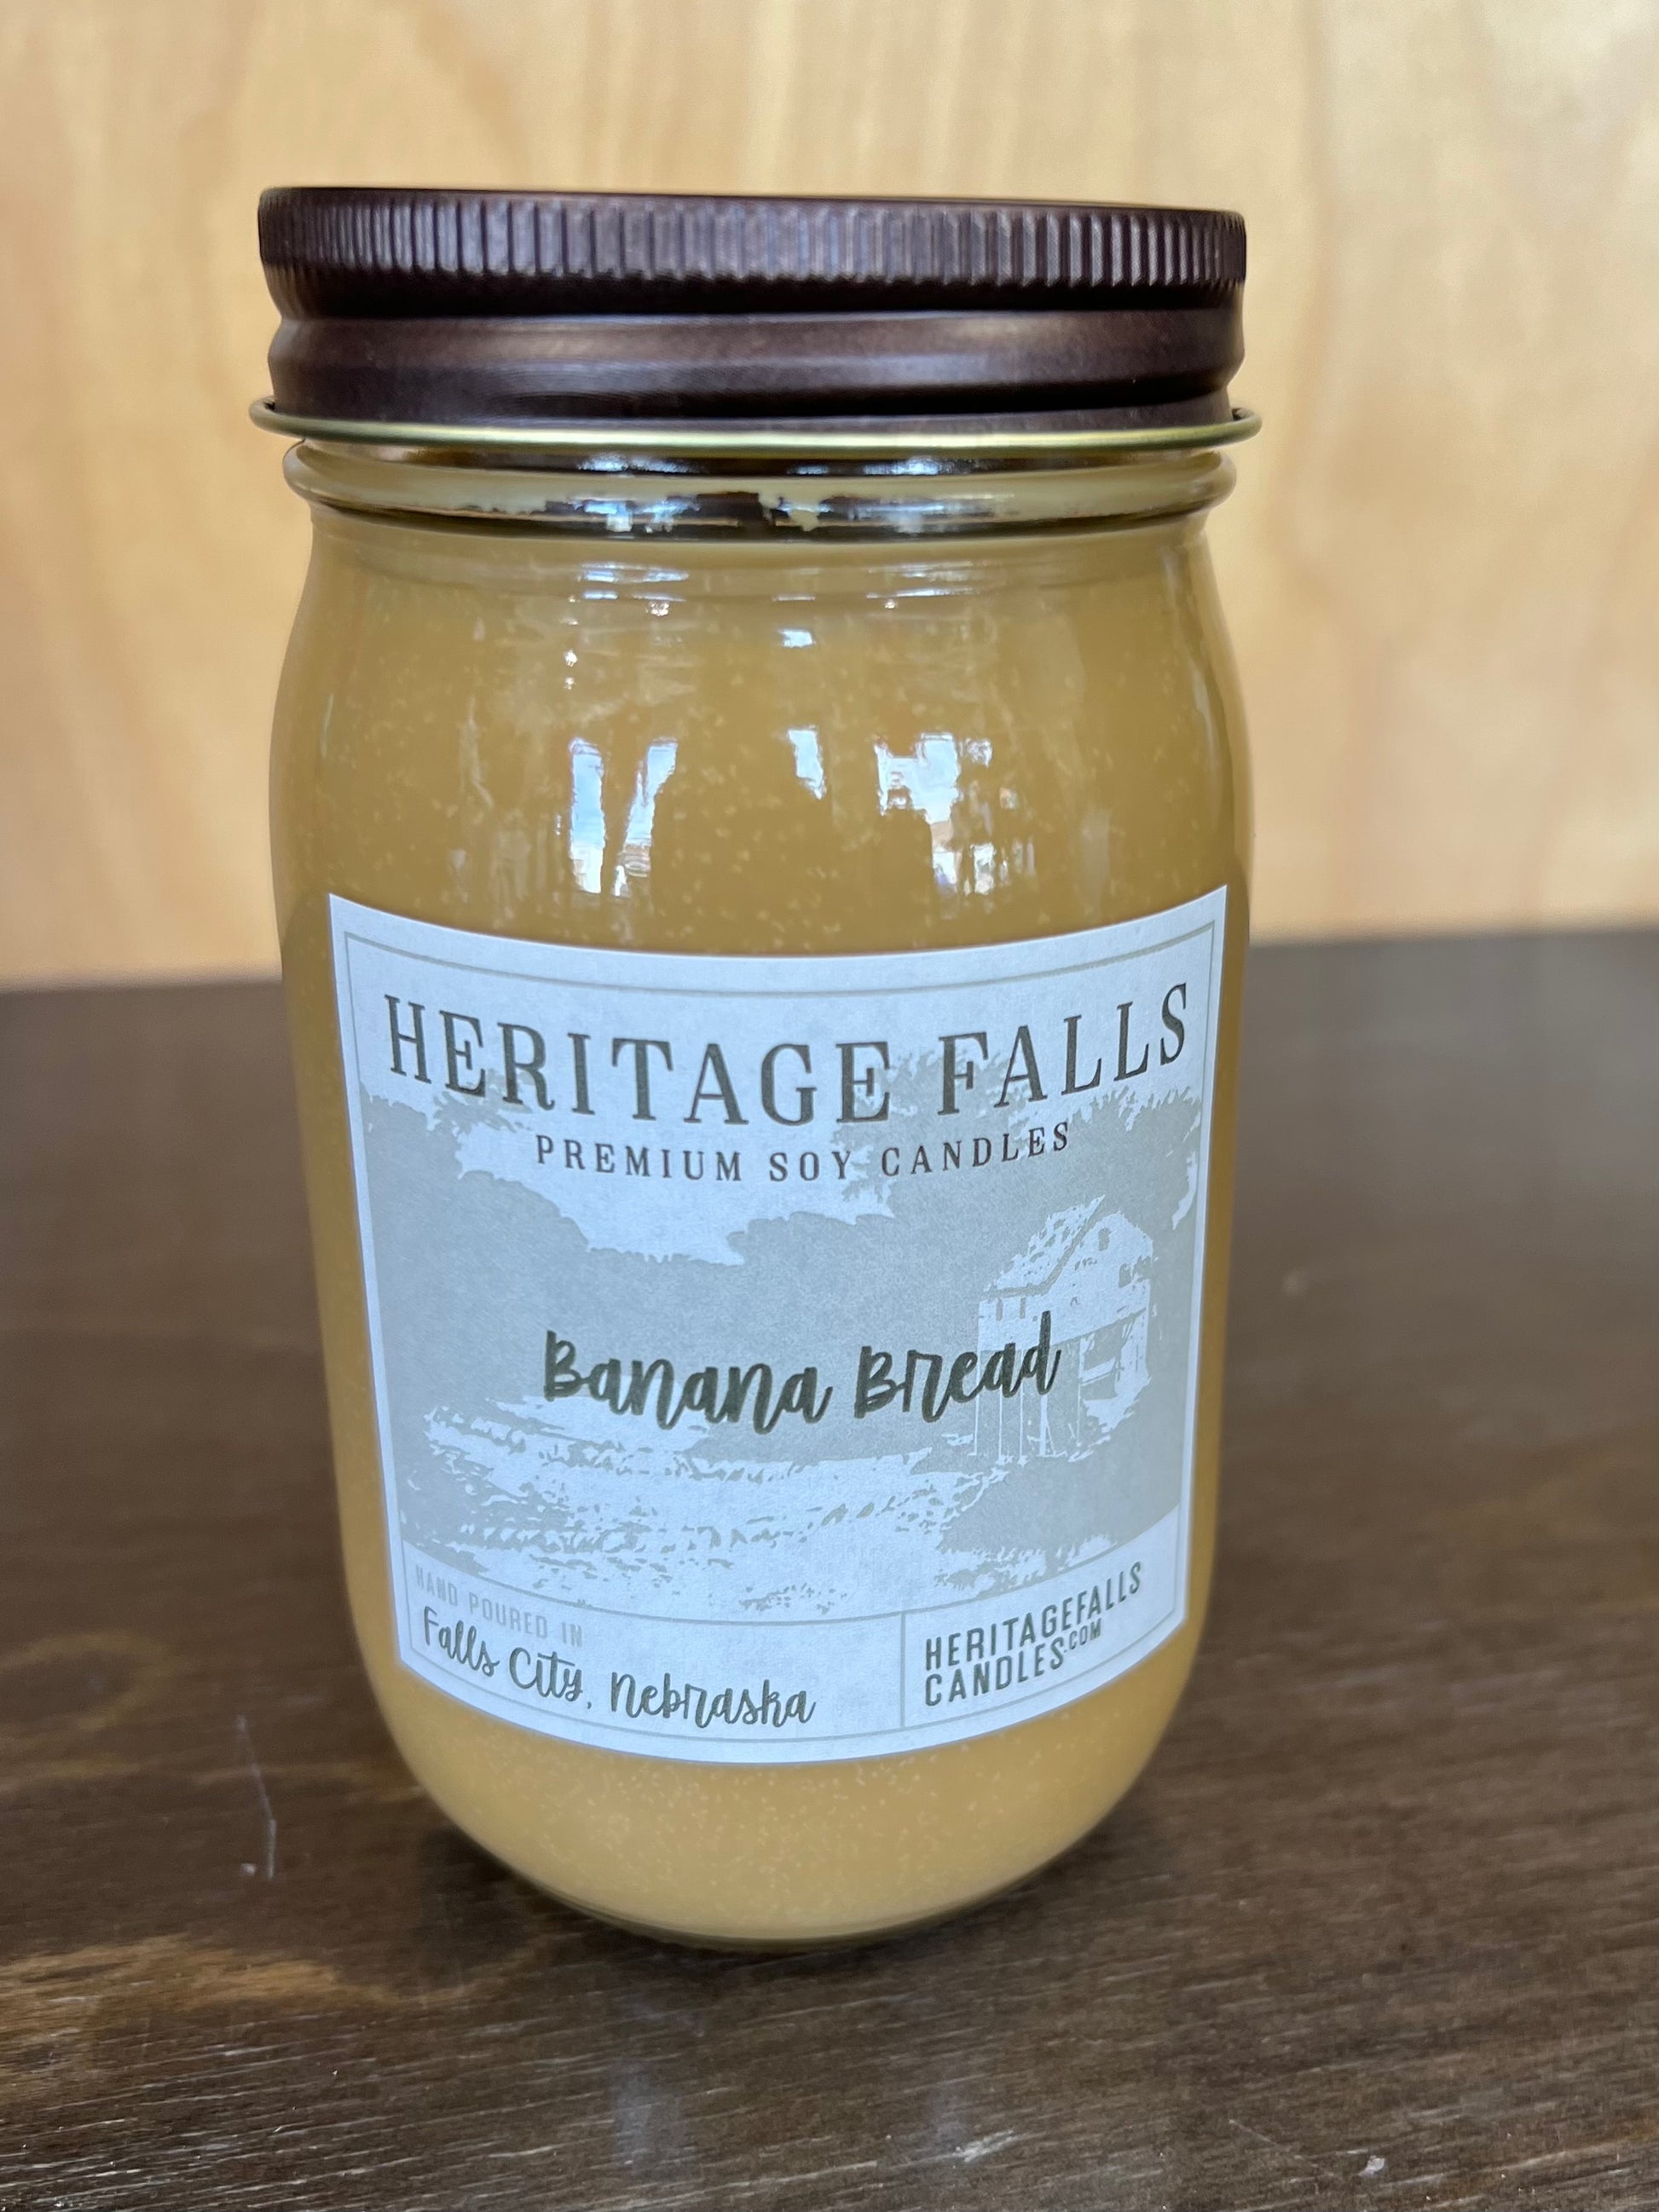 HERITAGE FALLS
PREMIUM SOY CANDLES
Banana Bread
HAND POURED IN
Falls City, Nebraska
HERITAGEFALLS
CANDLES.COM